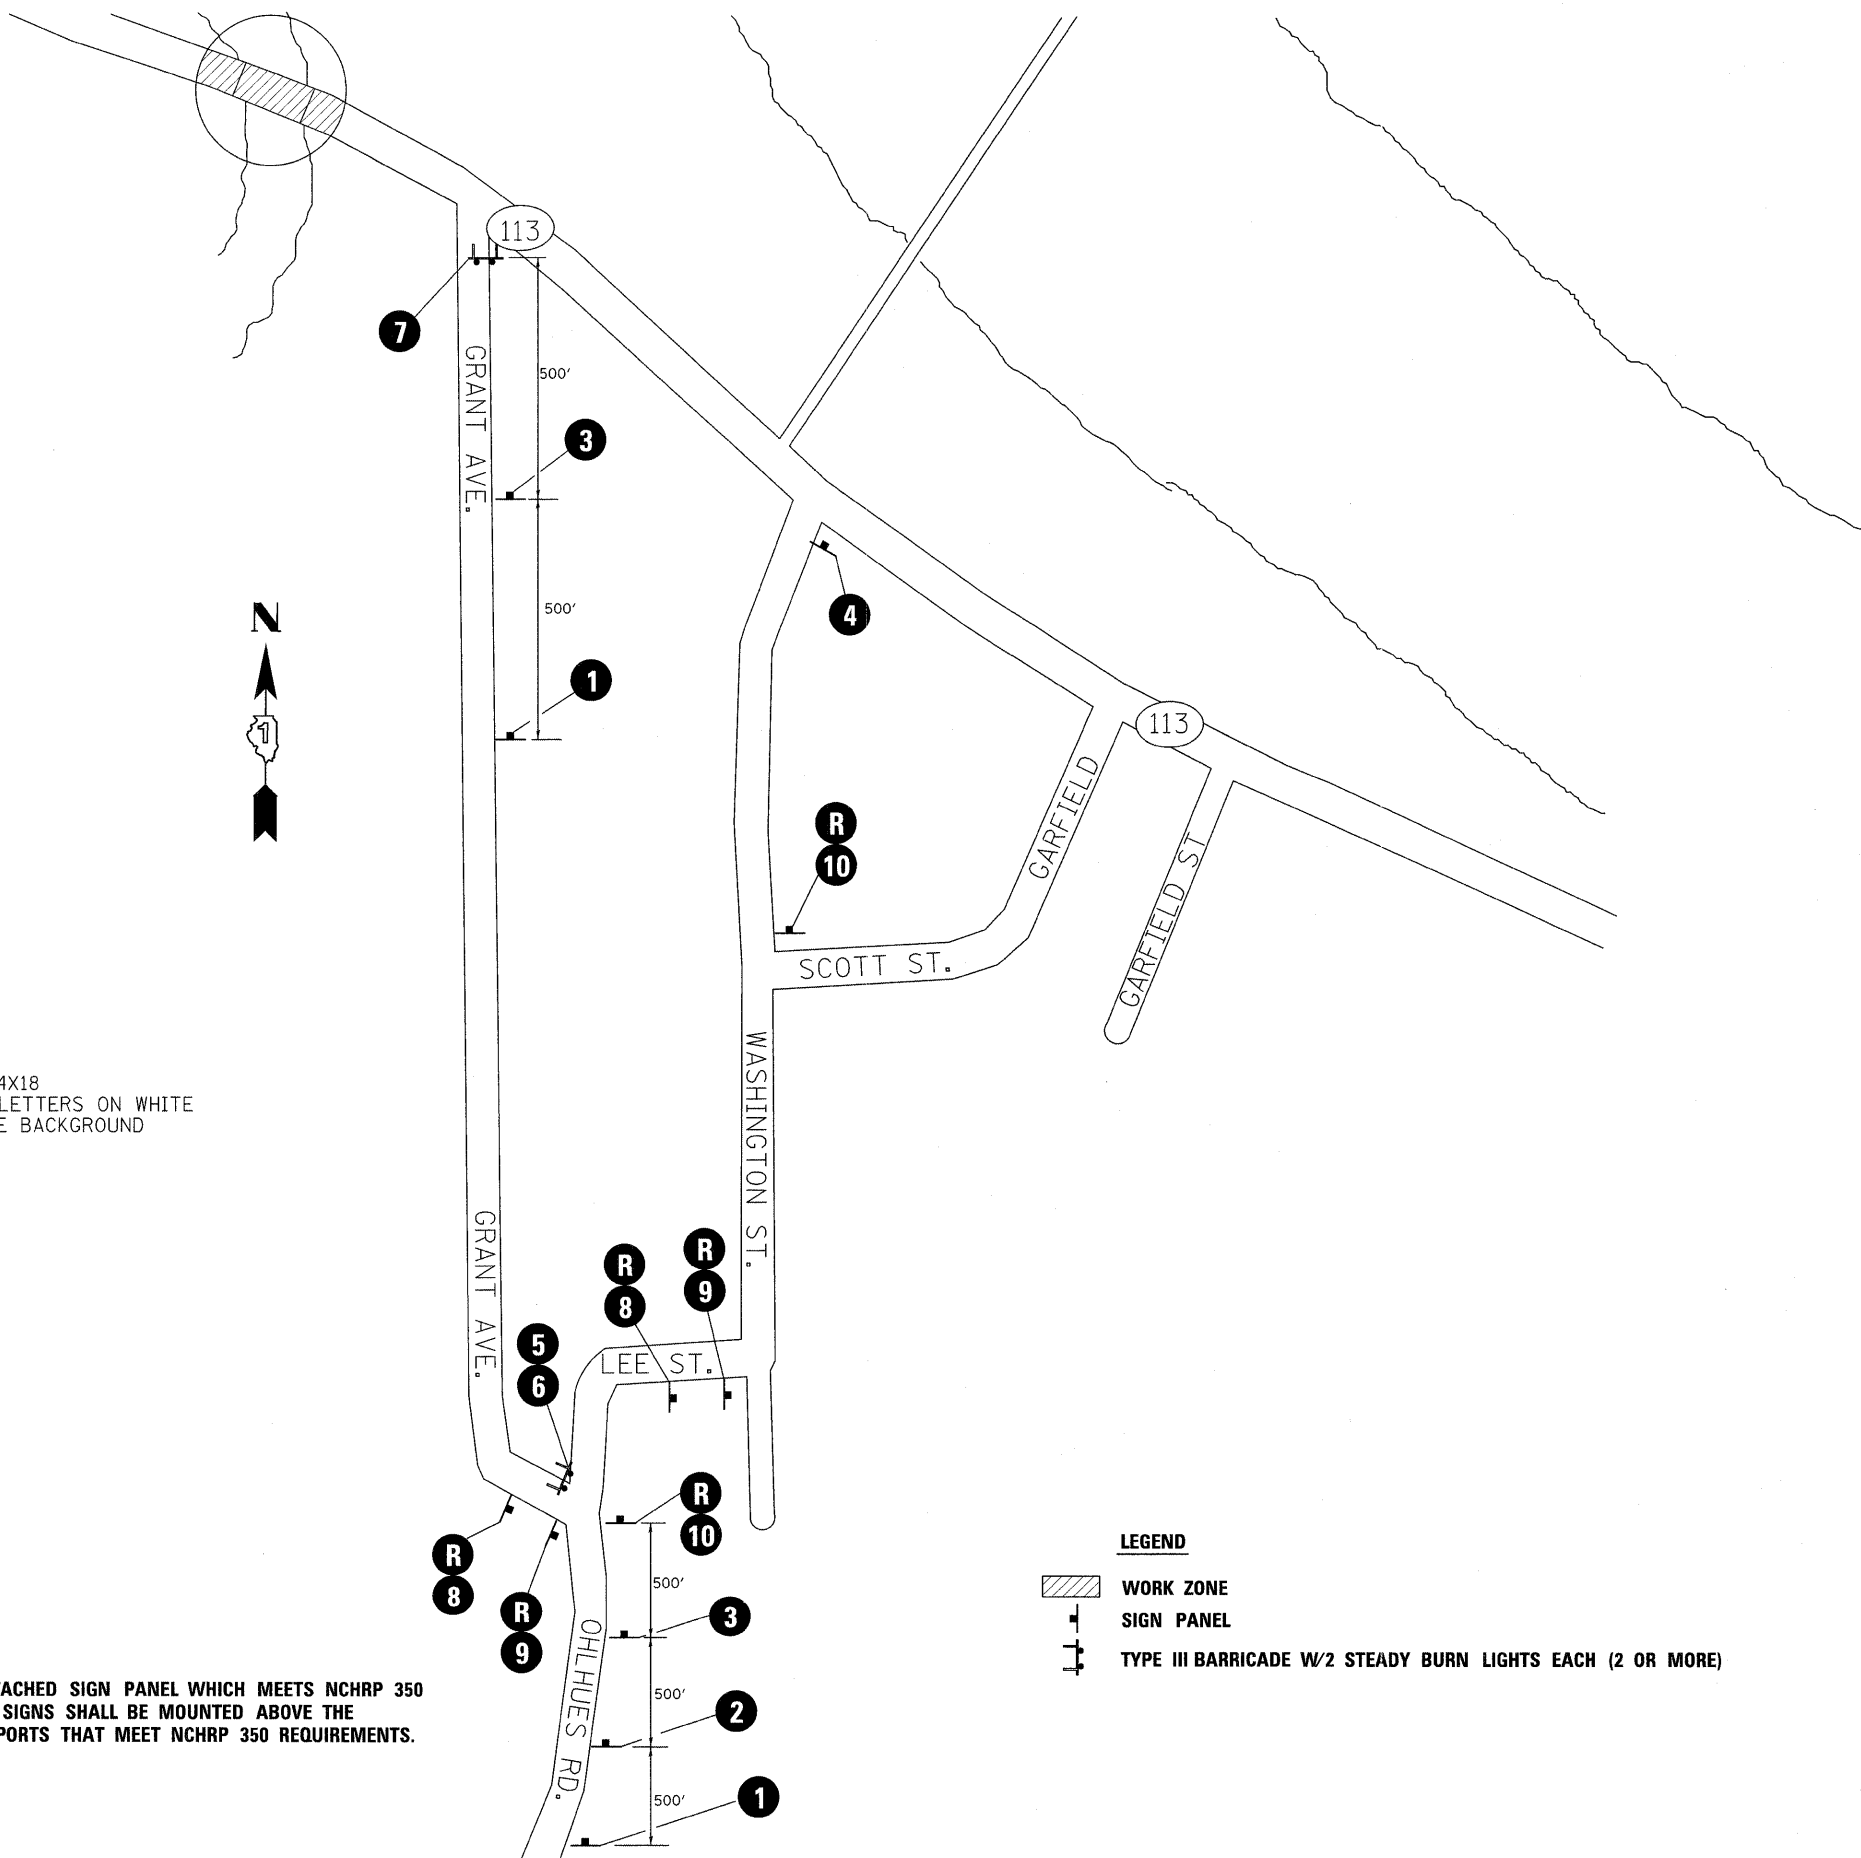 113
7
GRANT AVE.
500'
3
500'
1
4
N
1
113
GARFIELD
GARFIELD ST
R
10
SCOTT ST.
WASHINGTON ST.
4X18
LETTERS ON WHITE
E BACKGROUND
GRANT AVE.
R
8
R
9
5
6
LEE ST.
R
10
R
8
R
9
500'
3
OHLHUES RD.
500'
2
500'
1
LEGEND
WORK ZONE
SIGN PANEL
TYPE III BARRICADE W/2 STEADY BURN LIGHTS EACH (2 OR MORE)
TACHED SIGN PANEL WHICH MEETS NCHRP 350
SIGNS SHALL BE MOUNTED ABOVE THE
PORTS THAT MEET NCHRP 350 REQUIREMENTS.